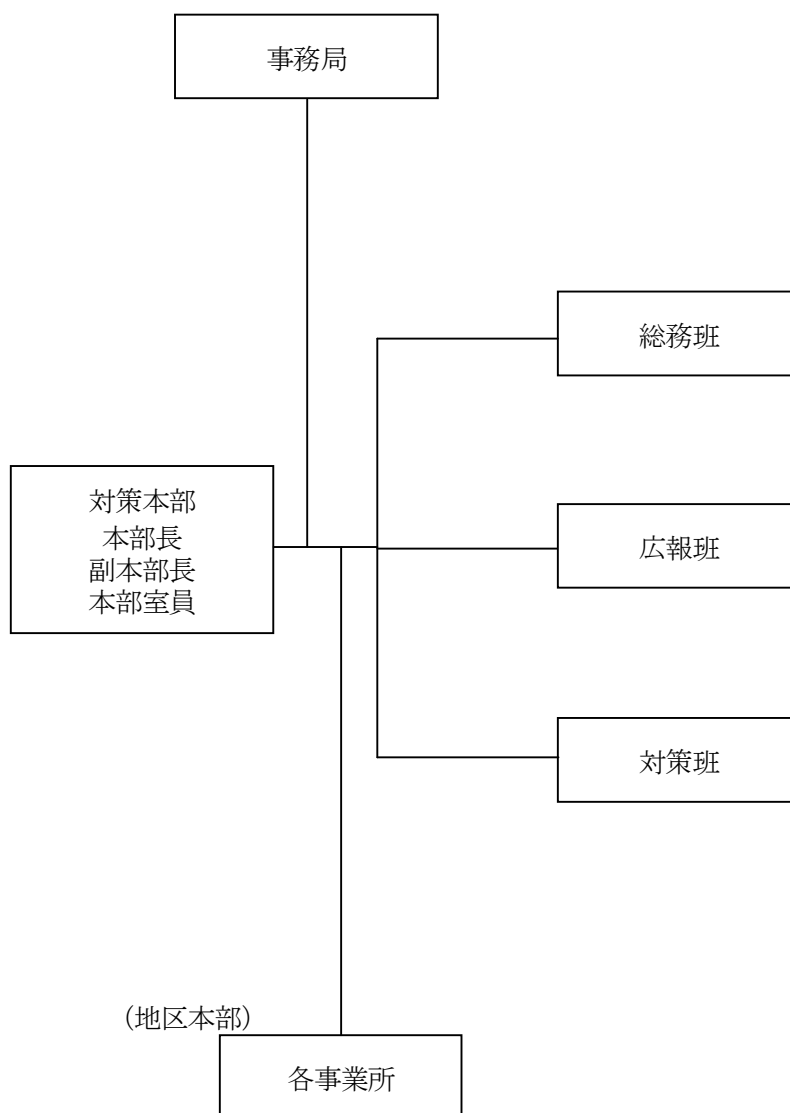 事務局
総務班
対策本部
本部長
副本部長
本部室員
広報班
対策班
(地区本部)
各事業所